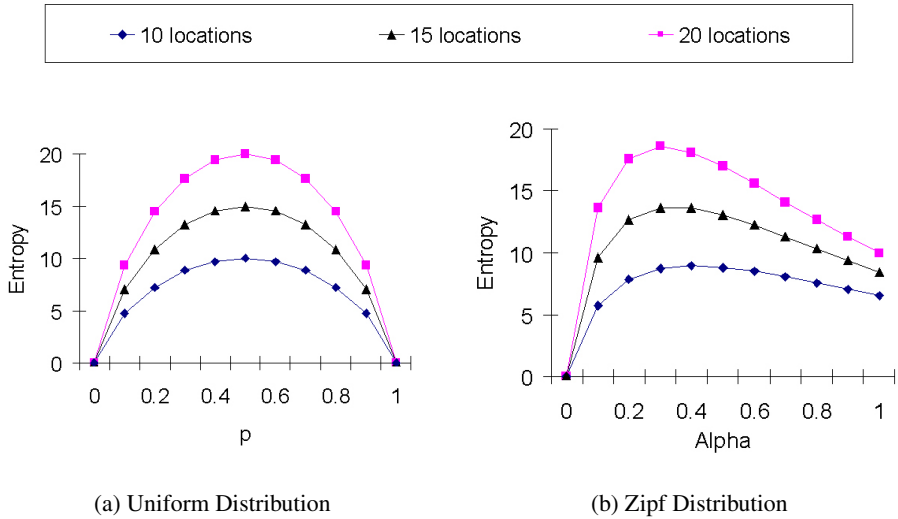 10 locations
15 locations
20 locations
20
15
10
5
0
Entropy
0 0.2 0.4 0.6 0.8 1
p
(a) Uniform Distribution
20
15
10
5
0
Entropy
0 0.2 0.4 0.6 0.8 1
Alpha
(b) Zipf Distribution